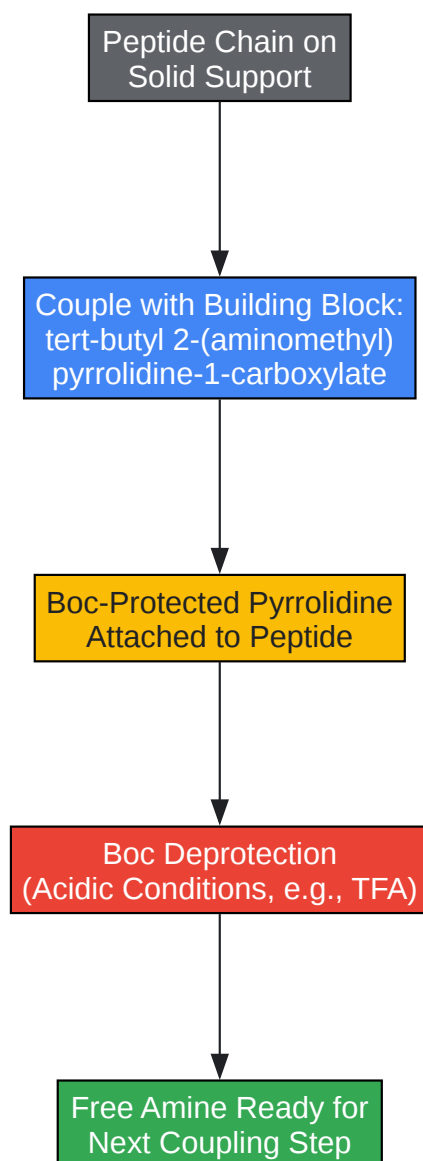 Peptide Chain on
Solid Support
Couple with Building Block:
tert-butyl 2-(aminomethyl)
pyrrolidine-1-carboxylate
Boc-Protected Pyrrolidine
Attached to Peptide
Boc Deprotection
(Acidic Conditions, e.g., TFA)
Free Amine Ready for
Next Coupling Step